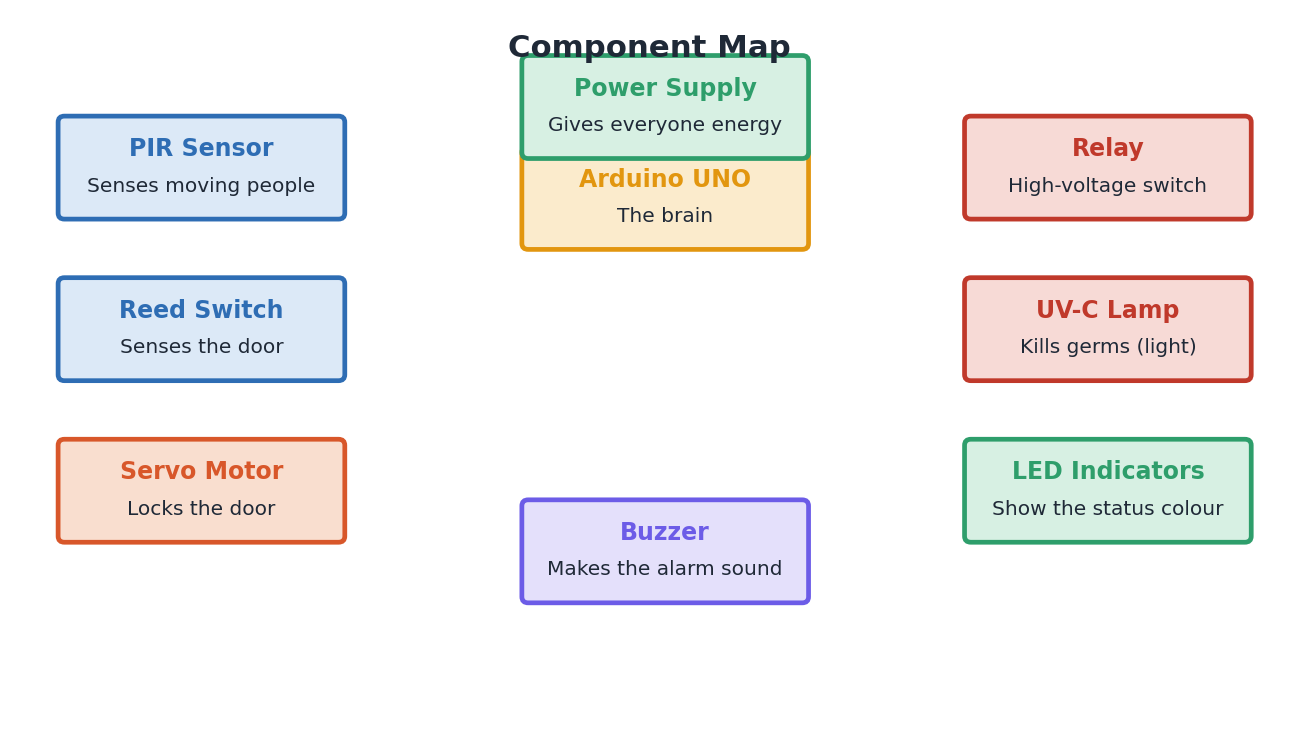 Component Map
Power Supply
Gives everyone energy
PIR Sensor
Senses moving people
Arduino UNO
The brain
Relay
High-voltage switch
Reed Switch
Senses the door
UV-C Lamp
Kills germs (light)
Servo Motor
Locks the door
LED Indicators
Show the status colour
Buzzer
Makes the alarm sound